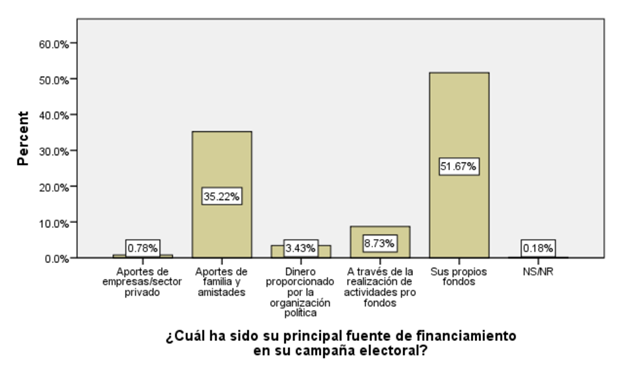 60.0%
50.0%
40.0%
30.0%
20.0%
10.0%
0.0%
Percent
0.78%
35.22%
3.43%
8.73%
51.67%
0.18%
Aportes de
empresas/sector
privado
Aportes de
familia y
amistades
Dinero
proporcionado
por la
organización
política
A través de la
realización de
actividades pro
fondos
Sus propios
fondos
NS/NR
¿Cuál ha sido su principal fuente de financiamiento
en su campaña electoral?